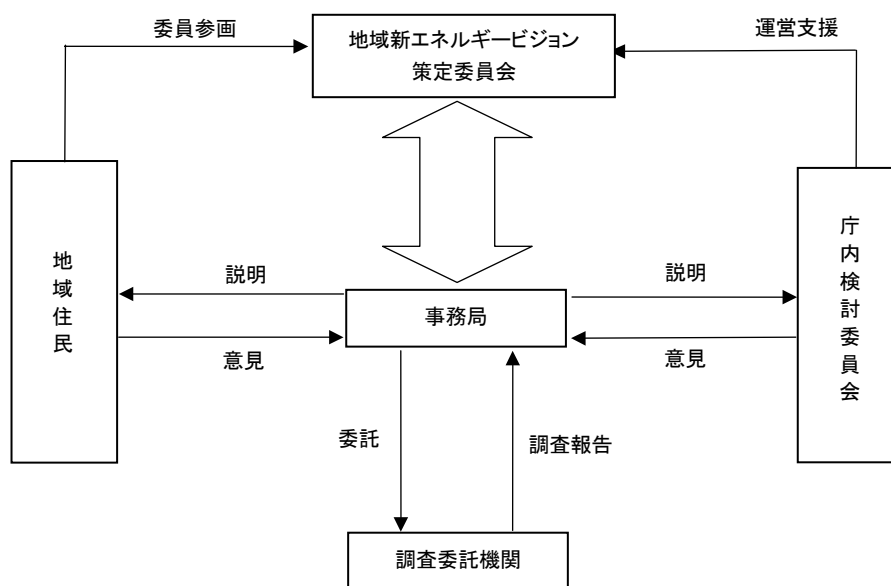 委員参画
地域新エネルギービジョン
策定委員会
運営支援
地域住民
説明
意見
事務局
説明
意見
庁内検討委員会
委託
調査報告
調査委託機関